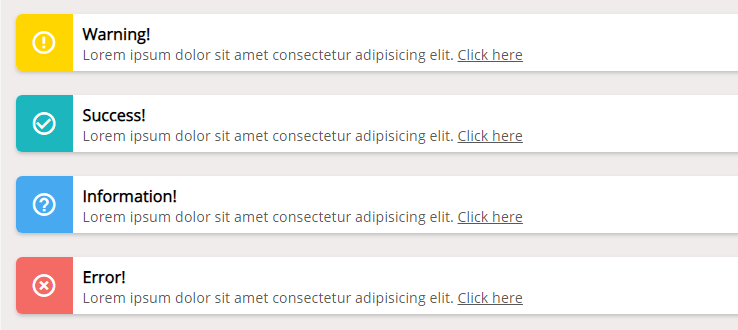 Warning!
Lorem ipsum dolor sit amet consectetur adipisicing elit. Click here
Success!
Lorem ipsum dolor sit amet consectetur adipisicing elit. Click here
Information!
Lorem ipsum dolor sit amet consectetur adipisicing elit. Click here
Error!
Lorem ipsum dolor sit amet consectetur adipisicing elit. Click here